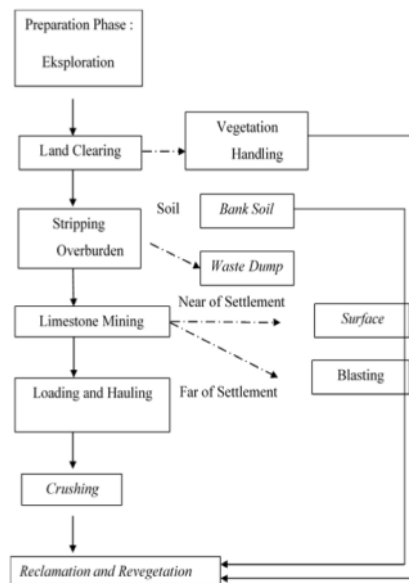 Preparation Phase :
Eksploration
Land Clearing
Vegetation
Handling
Stripping
Overburden
Soil
Bank Soil
Waste Dump
Limestone Mining
Near of Settlement
Surface
Far of Settlement
Blasting
Loading and Hauling
Crushing
Reclamation and Revegetation